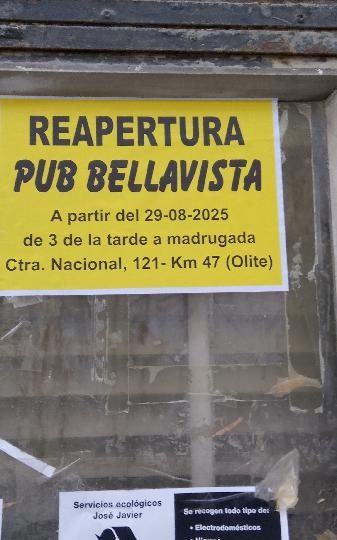 REAPERTURA
PUB BELLAVISTA
A partir del 29-08-2025
de 3 de la tarde a madrugada
Ctra. Nacional, 121- Km 47 (Olite)
Servicios ecológicos
José Javier
Se recogen todo tipo de:
• Electrodomésticos